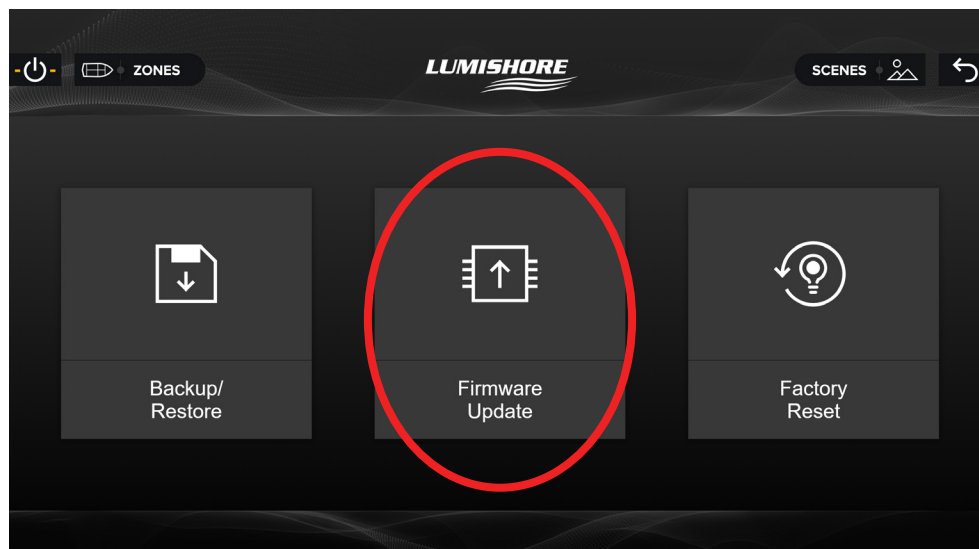 ZONES
LUMISHORE
SCENES
Backup/
Restore
Firmware
Update
Factory
Reset